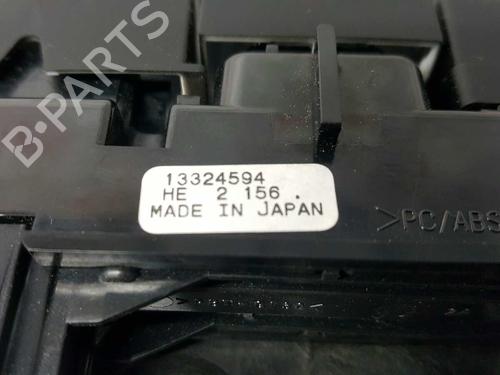 B-PARTS
13324594
HE 2 156 .
MADE IN JAPAN
>PC/ABS